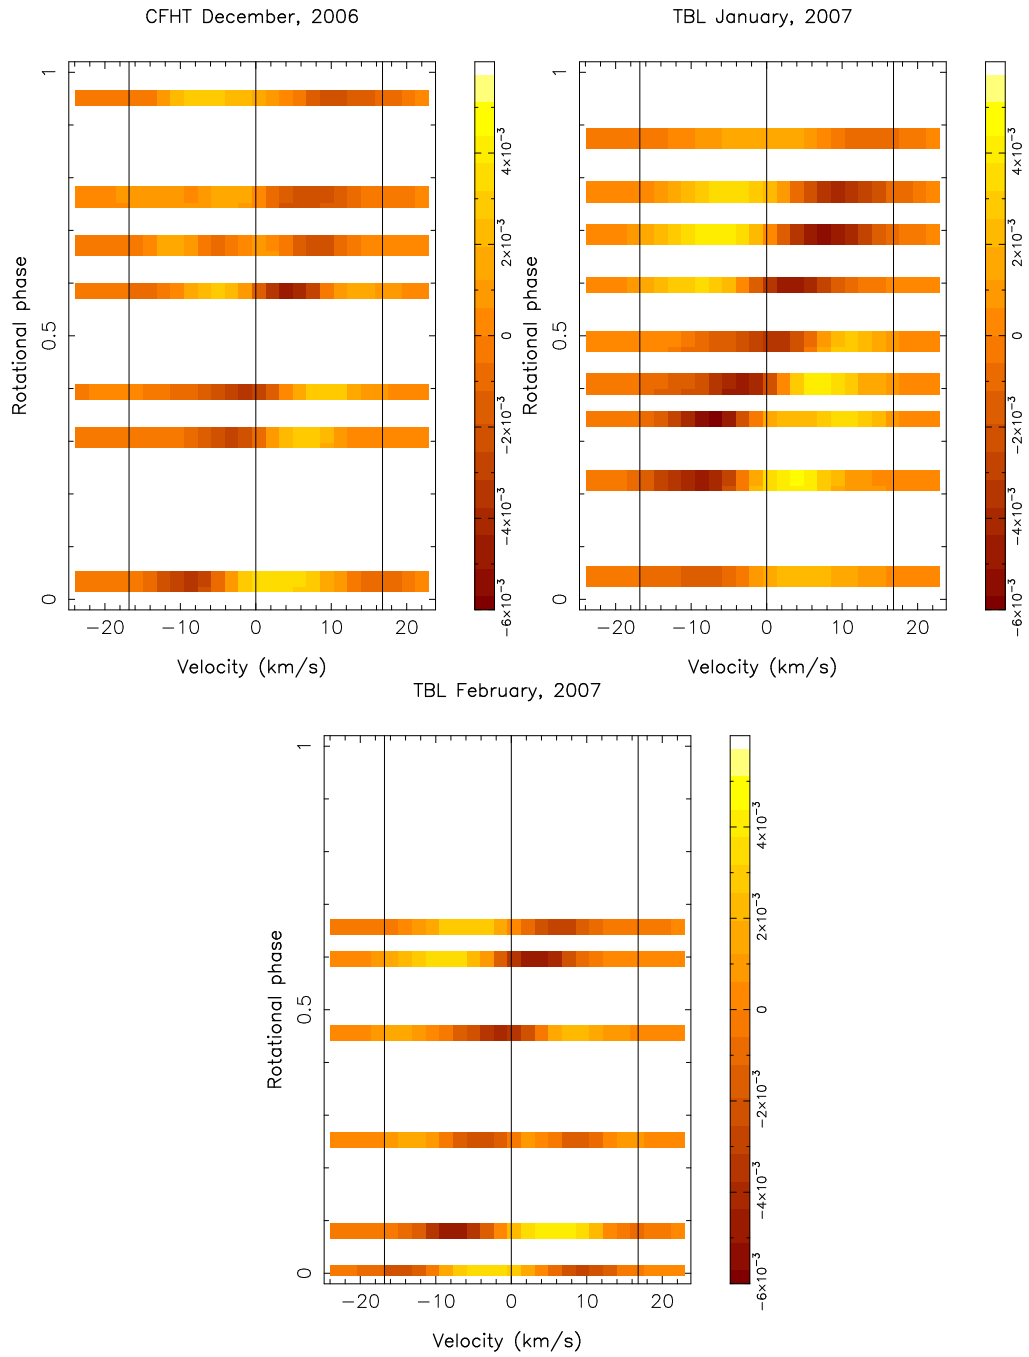 CFHT December, 2006
TBL January, 2007
Rotational phase
1
0.5
0
−20 −10 0 10 20
Velocity (km/s)
4×10⁻³
2×10⁻³
0
−2×10⁻³
−4×10⁻³
−6×10⁻³
Rotational phase
1
0.5
0
−20 −10 0 10 20
Velocity (km/s)
4×10⁻³
2×10⁻³
0
−2×10⁻³
−4×10⁻³
−6×10⁻³
TBL February, 2007
Rotational phase
1
0.5
0
−20 −10 0 10 20
Velocity (km/s)
4×10⁻³
2×10⁻³
0
−2×10⁻³
−4×10⁻³
−6×10⁻³